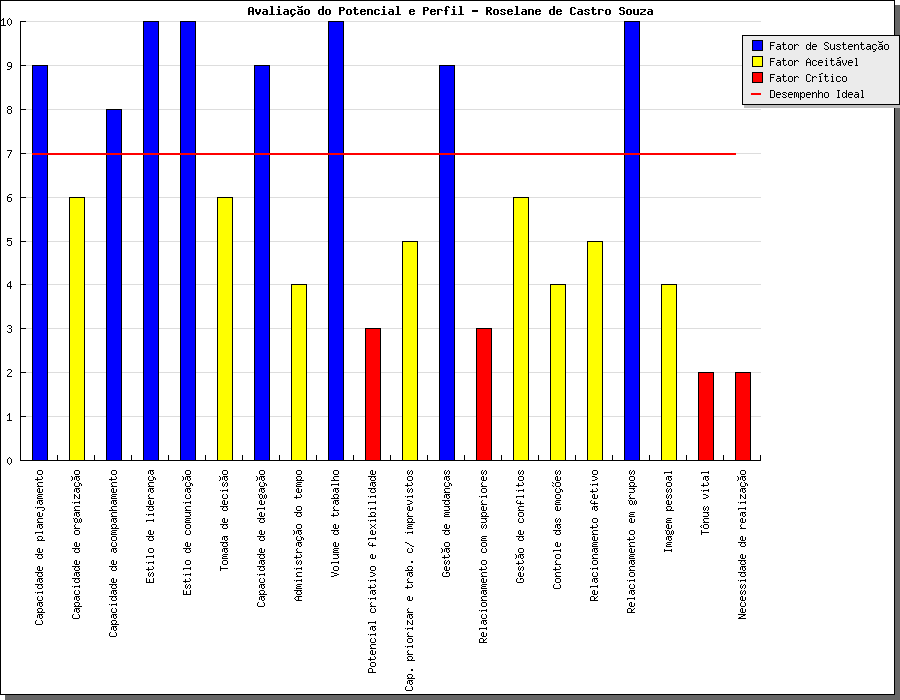 Avaliação do Potencial e Perfil - Roselane de Castro Souza
Fator de Sustentação
Fator Aceitável
Fator Crítico
Desempenho Ideal
10
9
8
7
6
5
4
3
2
1
0
Capacidade de planejamento
Capacidade de organização
Capacidade de acompanhamento
Estilo de liderança
Estilo de comunicação
Tomada de decisão
Capacidade de delegação
Administração do tempo
Volume de trabalho
Potencial criativo e flexibilidade
Cap. priorizar e trab. c/ imprevistos
Gestão de mudanças
Relacionamento com superiores
Gestão de conflitos
Controle das emoções
Relacionamento afetivo
Relacionamento em grupos
Imagem pessoal
Tônus vital
Necessidade de realização